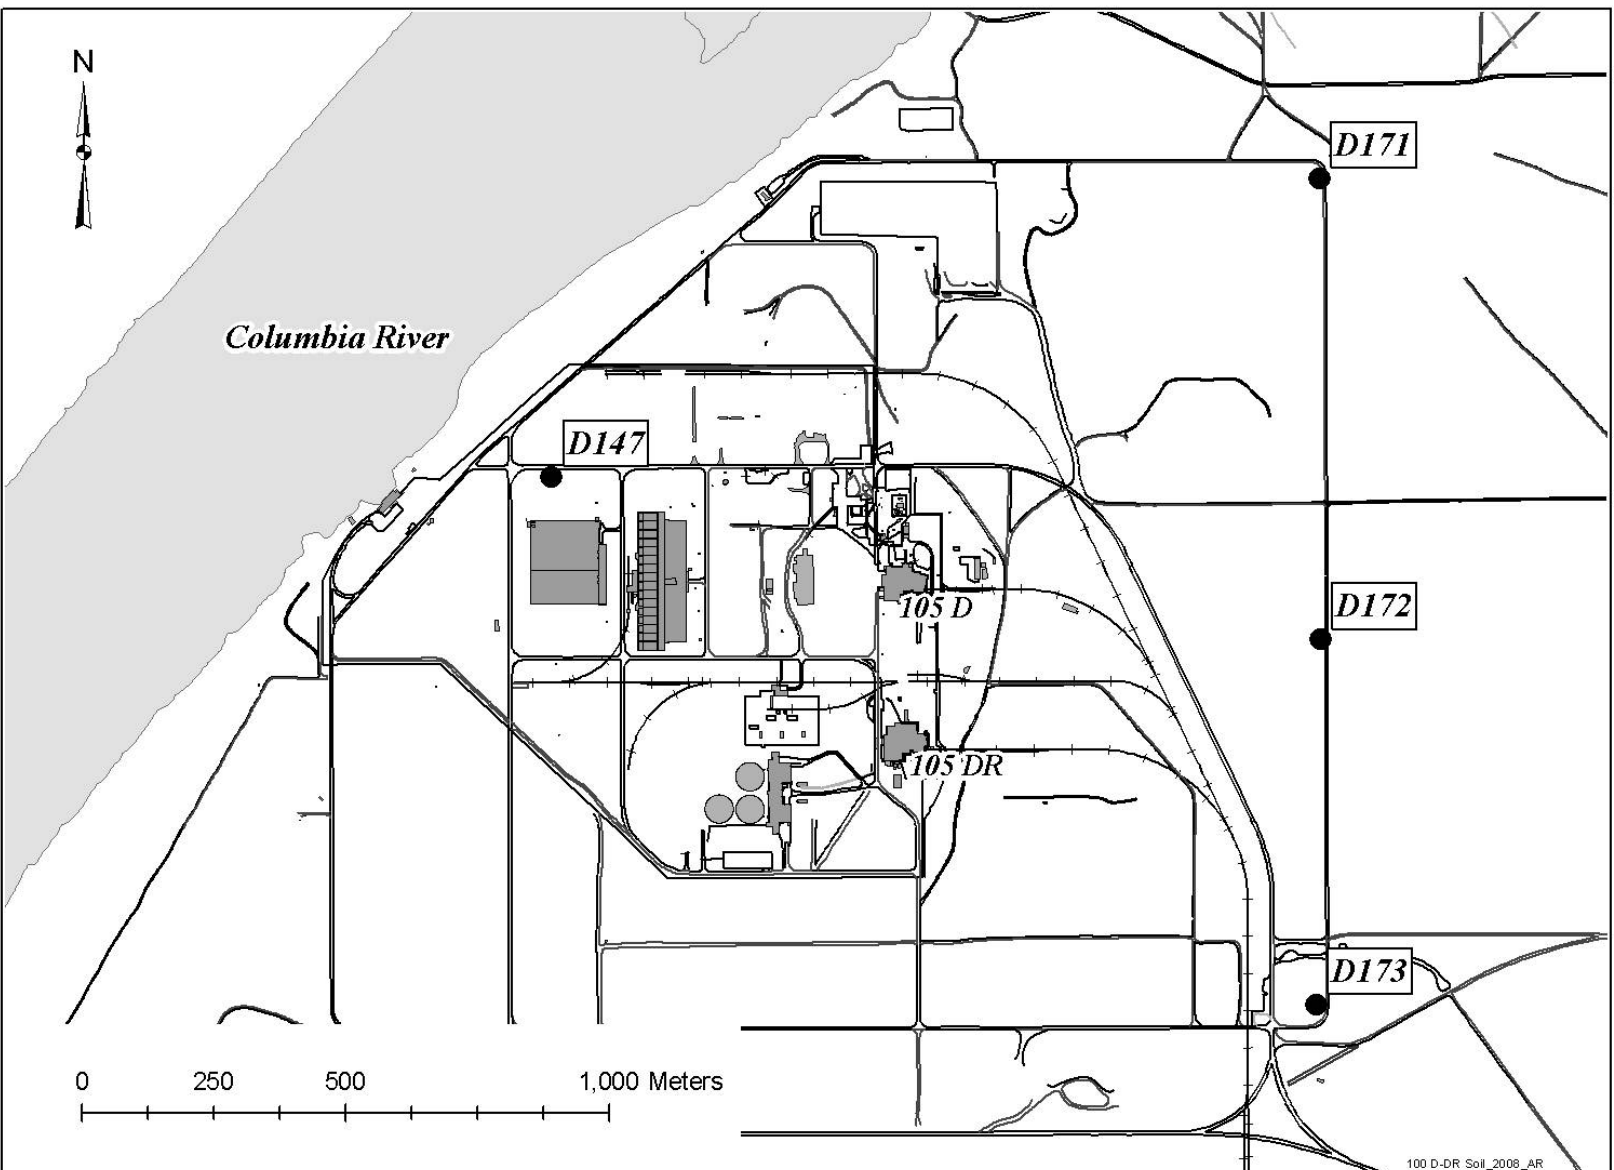 N
D171
Columbia River
D147
105 D
D172
105 DR
D173
0 250 500 1,000 Meters
100 D-DR Soil_2008_AR